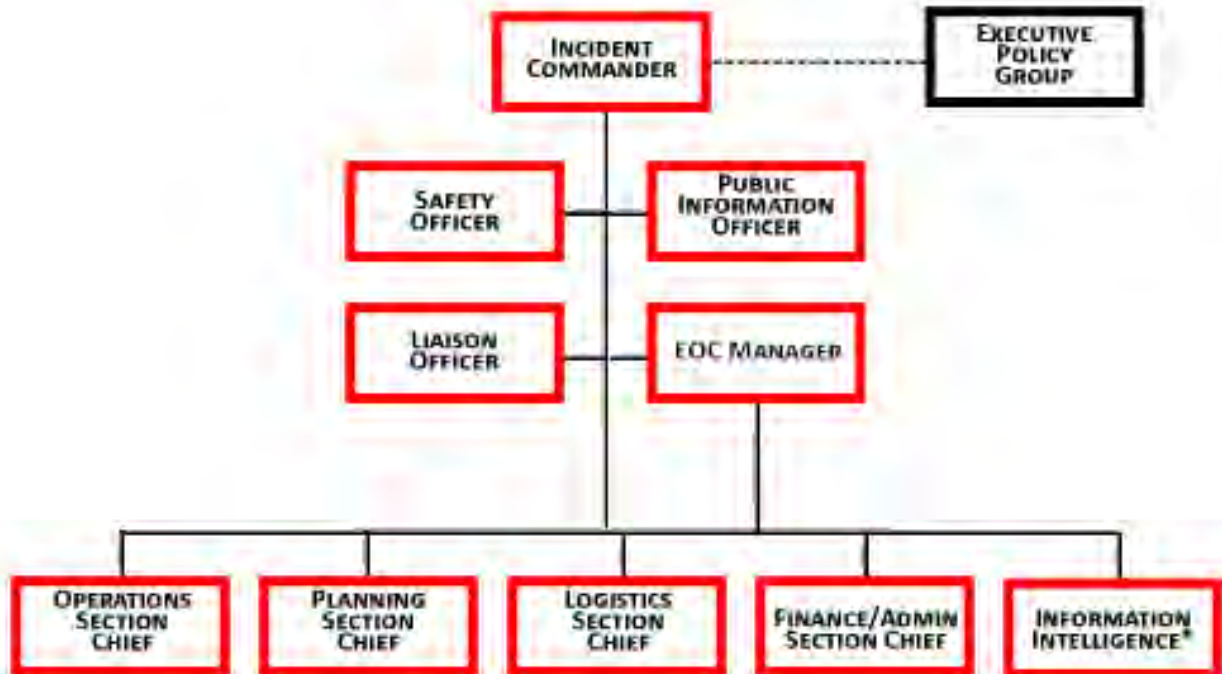 INCIDENT
COMMANDER
EXECUTIVE
POLICY
GROUP
SAFETY
OFFICER
PUBLIC
INFORMATION
OFFICER
LIAISON
OFFICER
EOC MANAGER
OPERATIONS
SECTION
CHIEF
PLANNING
SECTION
CHIEF
LOGISTICS
SECTION
CHIEF
FINANCE/ADMIN
SECTION CHIEF
INFORMATION
INTELLIGENCE*